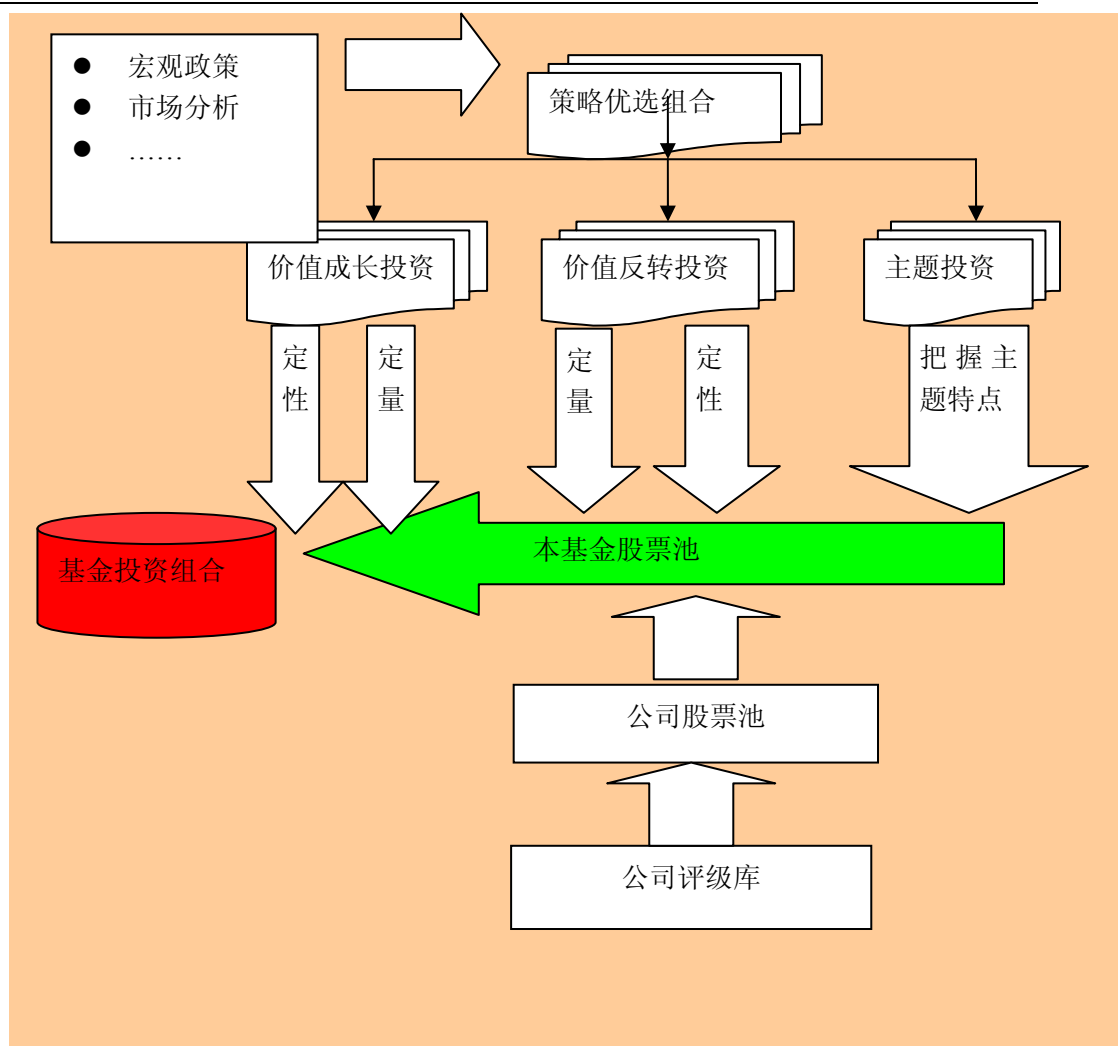 ● 宏观政策
● 市场分析
● ……
策略优选组合
价值成长投资
价值反转投资
主题投资
定
性
定
量
定
量
定
性
把握主
题特点
基金投资组合
本基金股票池
公司股票池
公司评级库